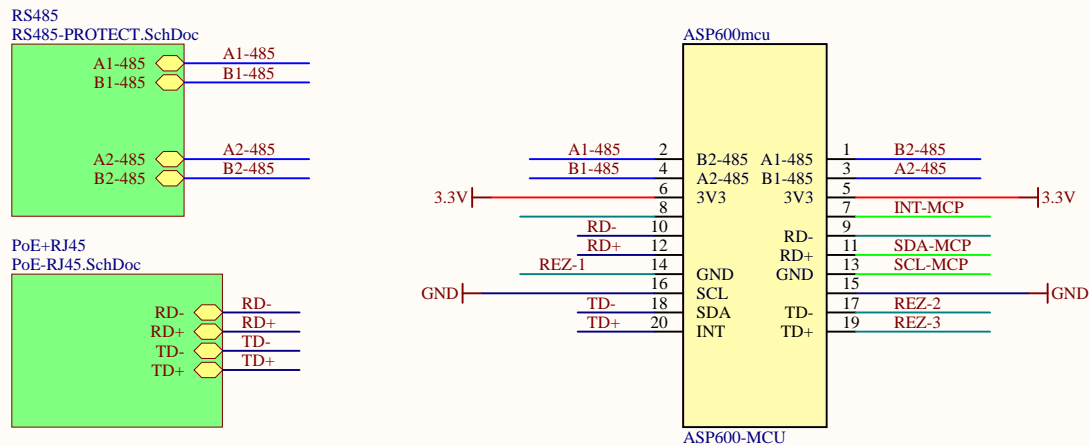 RS485
RS485-PROTECT.SchDoc
A1-485 A1-485
B1-485 B1-485
A2-485 A2-485
B2-485 B2-485
PoE+RJ45
PoE-RJ45.SchDoc
RD- RD-
RD+ RD+
TD- TD-
TD+ TD+
ASP600mcu
A1-485 2 B2-485 A1-485 1 B2-485
B1-485 4 A2-485 B1-485 3 A2-485
3.3V 6 3V3 3V3 5 3.3V
8 7 INT-MCP
RD- 10 RD- 9
RD+ 12 RD+ 11 SDA-MCP
REZ-1 14 GND GND 13 SCL-MCP
GND 16 SCL 15 GND
TD- 18 SDA TD- 17 REZ-2
TD+ 20 INT TD+ 19 REZ-3
ASP600-MCU